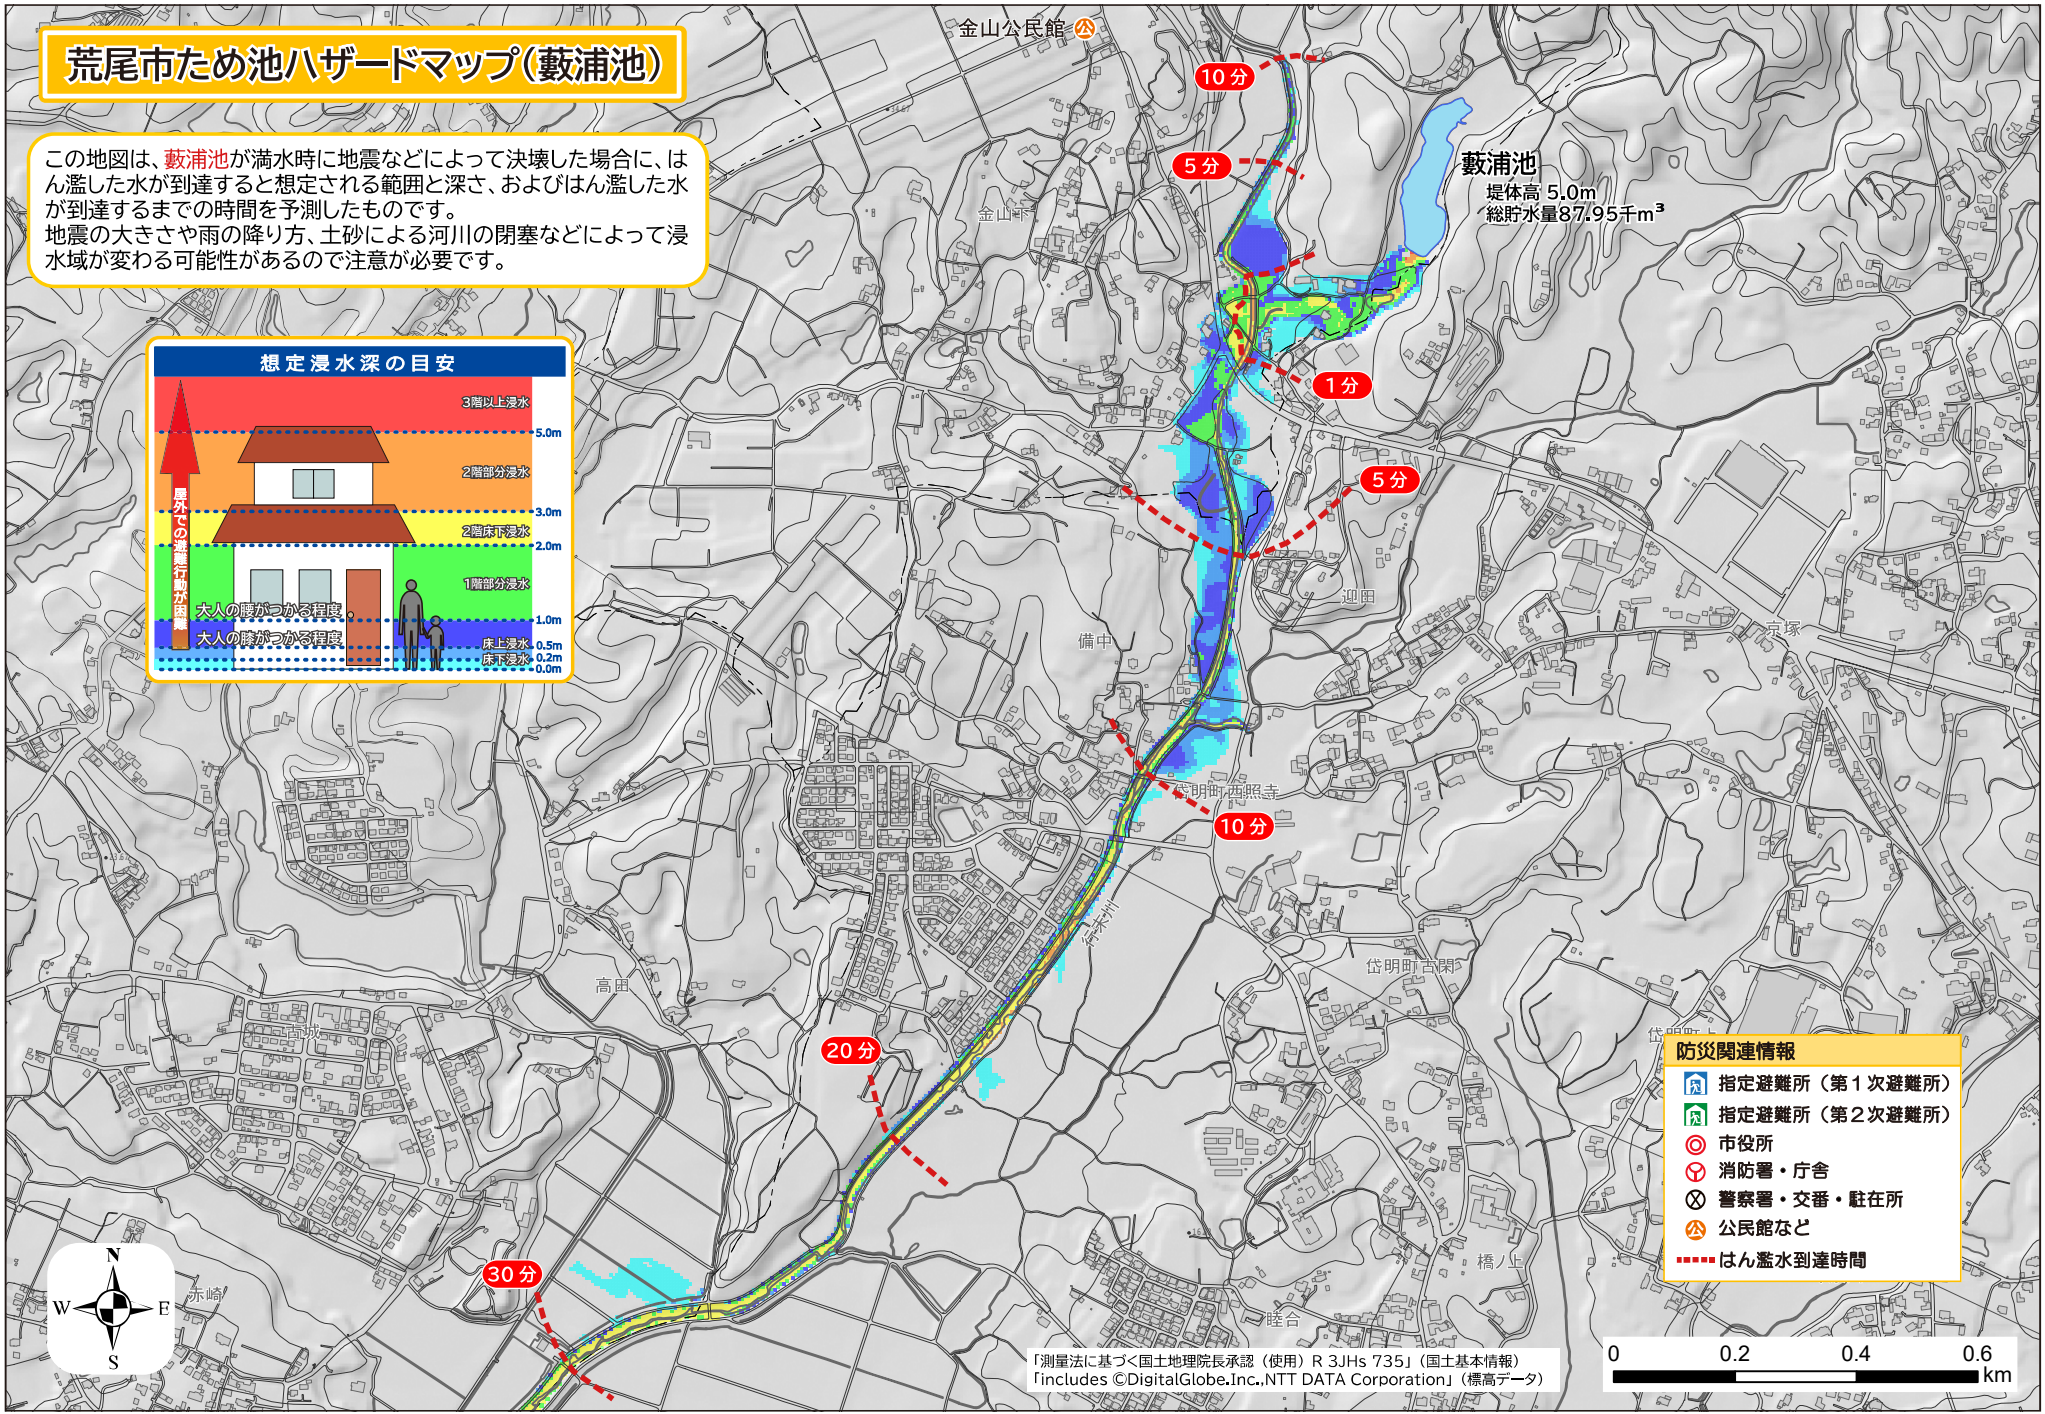 荒尾市ため池ハザードマップ(藪浦池)
この地図は、藪浦池が満水時に地震などによって決壊した場合に、は
ん濫した水が到達すると想定される範囲と深さ、およびはん濫した水
が到達するまでの時間を予測したものです。
地震の大きさや雨の降り方、土砂による河川の閉塞などによって浸
水域が変わる可能性があるので注意が必要です。
想定浸水深の目安
3階以上浸水
5.0m
2階部分浸水
3.0m
2階床下浸水
2.0m
1階部分浸水
大人の腰がつかる程度
1.0m
大人の膝がつかる程度
床上浸水
0.5m
床下浸水
0.2m
0.0m
屋外での避難行動が困難
金山公民館
公
10分
5分
藪浦池
堤体高 5.0m
総貯水量87.95千m³
金山下
1分
5分
迎田
備中
京塚
岱明町西照寺
10分
行末川
岱明町古閑
高田
古城
20分
岱明町上
30分
赤崎
橋ノ上
睦合
防災関連情報
指定避難所(第1次避難所)
指定避難所(第2次避難所)
市役所
消防署・庁舎
警察署・交番・駐在所
公 公民館など
はん濫水到達時間
N
W E
S
「測量法に基づく国土地理院長承認(使用)R 3JHs 735」(国土基本情報)
「includes ©DigitalGlobe.Inc.,NTT DATA Corporation」(標高データ)
0 0.2 0.4 0.6
km